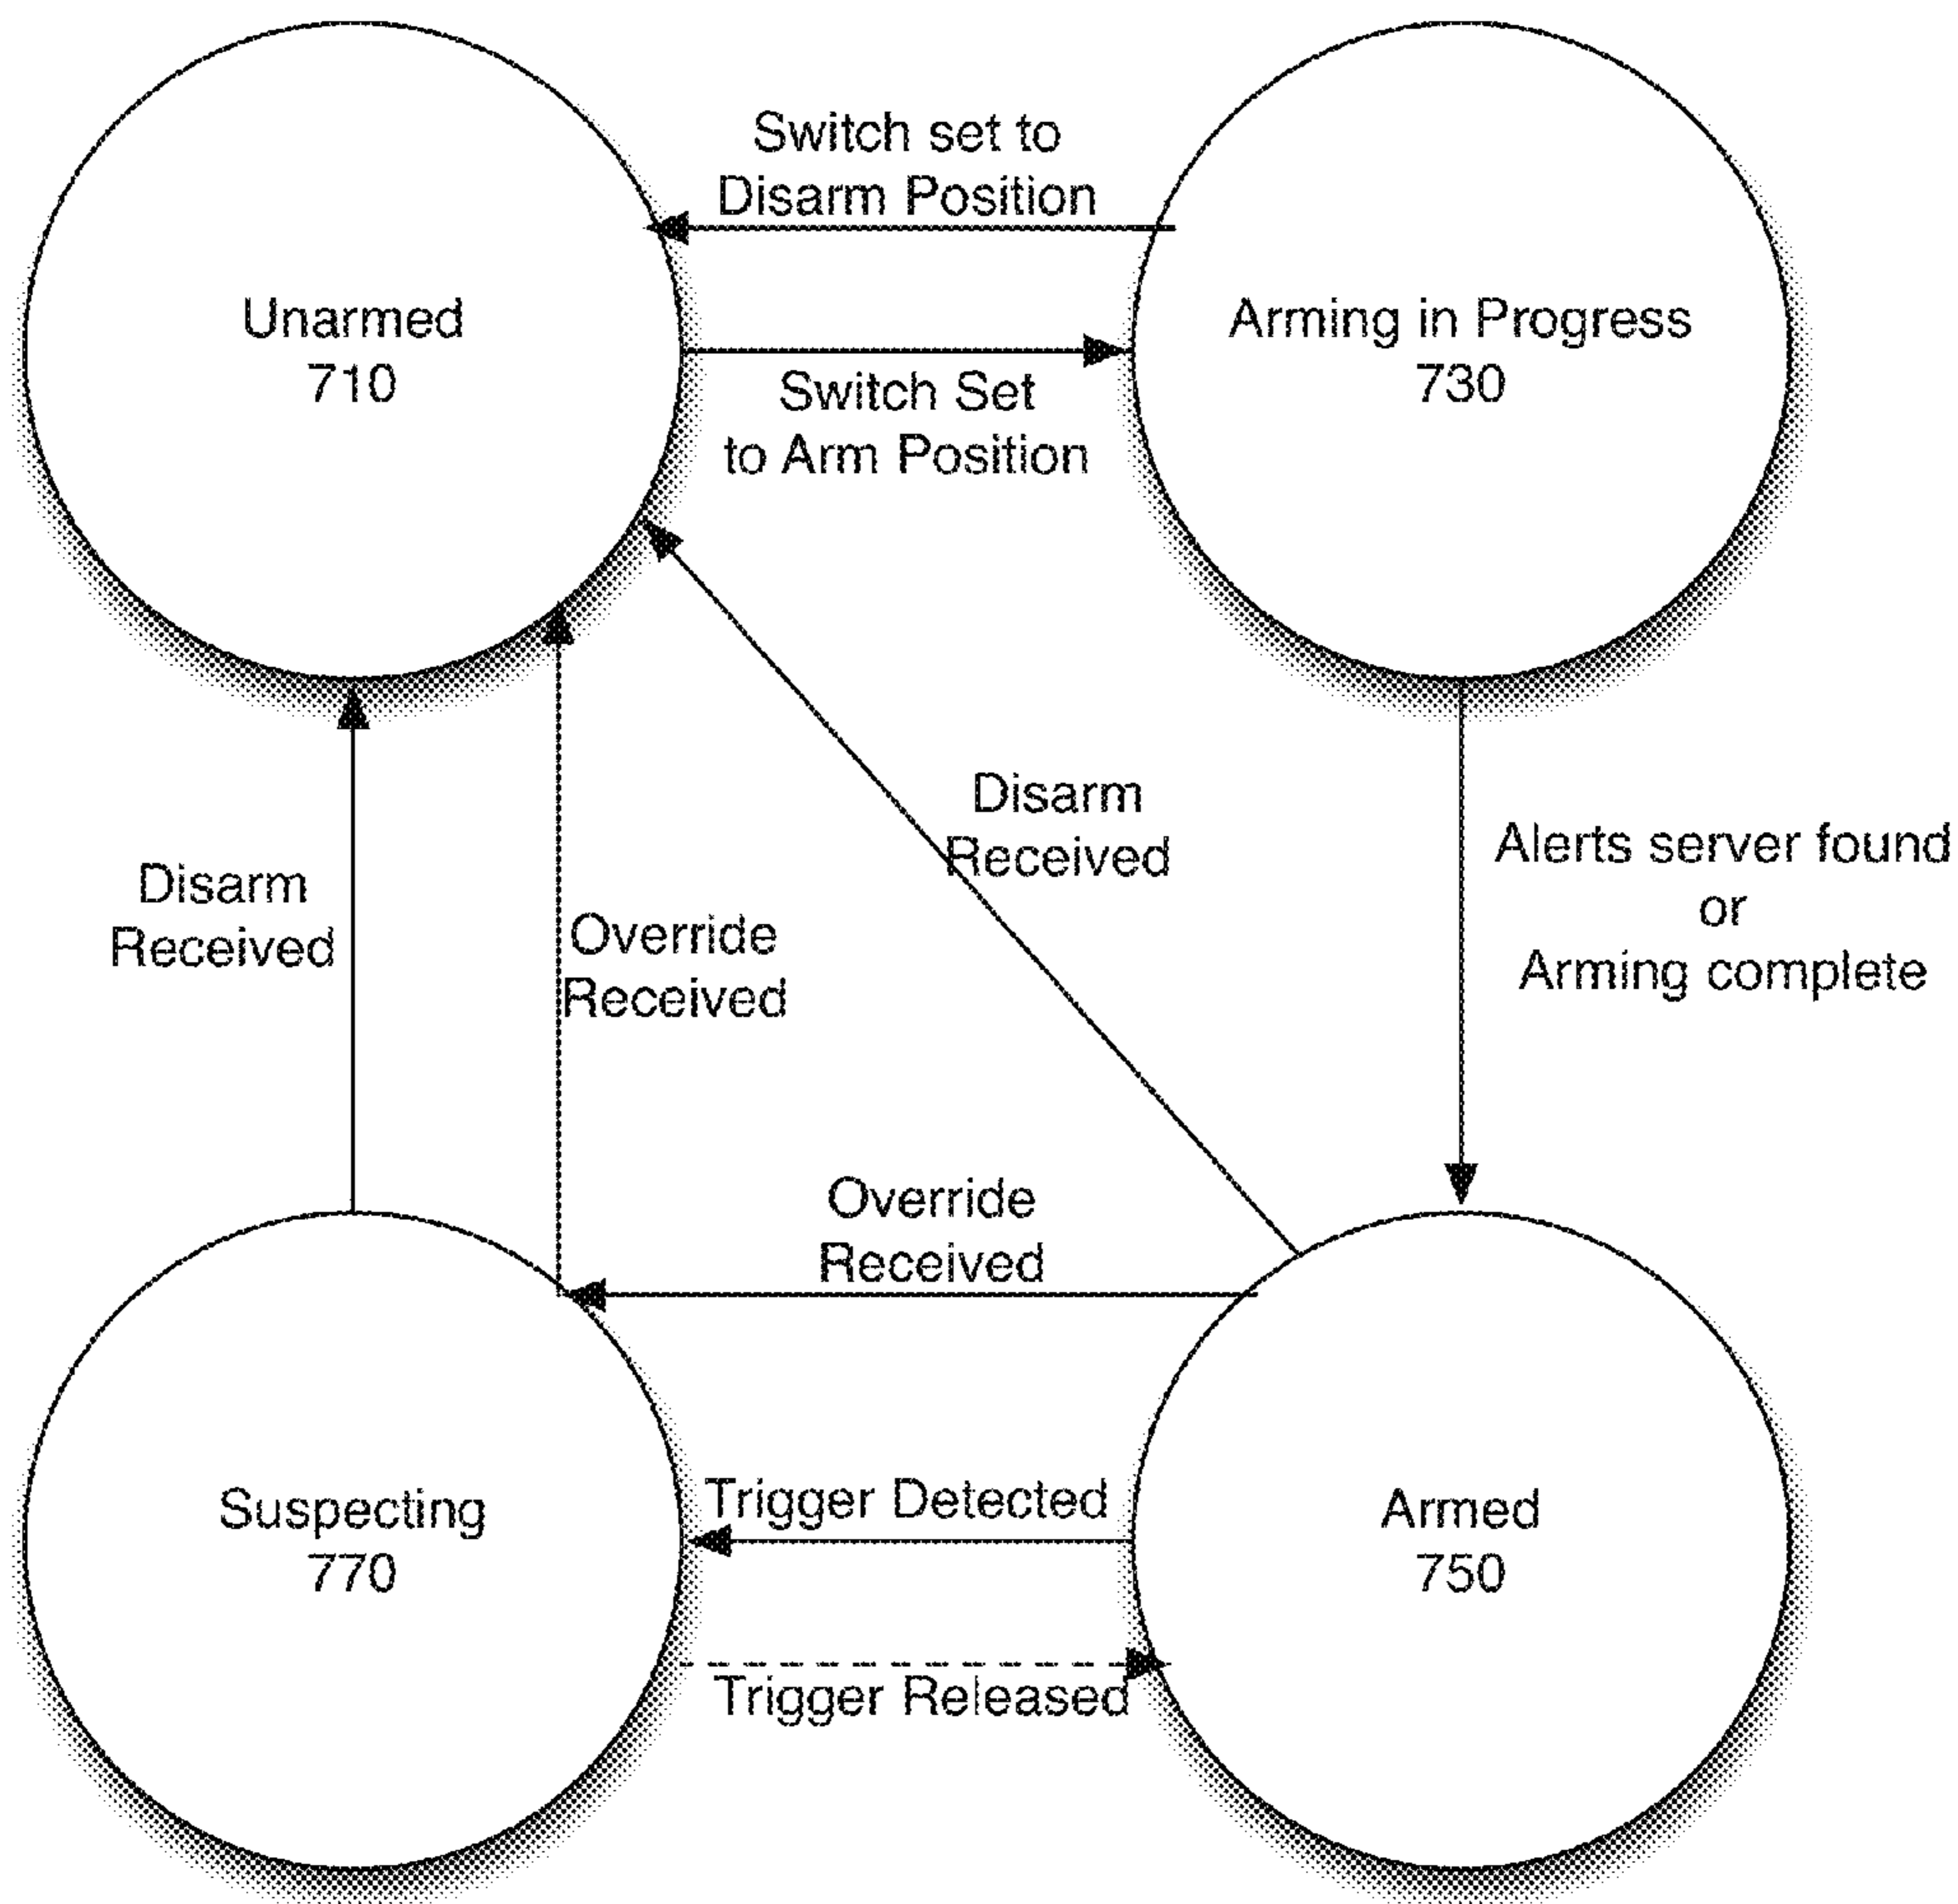 Switch set to
Disarm Position
Unarmed
710
Arming in Progress
730
Switch Set
to Arm Position
Disarm
Received
Alerts server found
or
Arming complete
Disarm
Received
Override
Received
Override
Received
Suspecting
770
Trigger Detected
Armed
750
Trigger Released